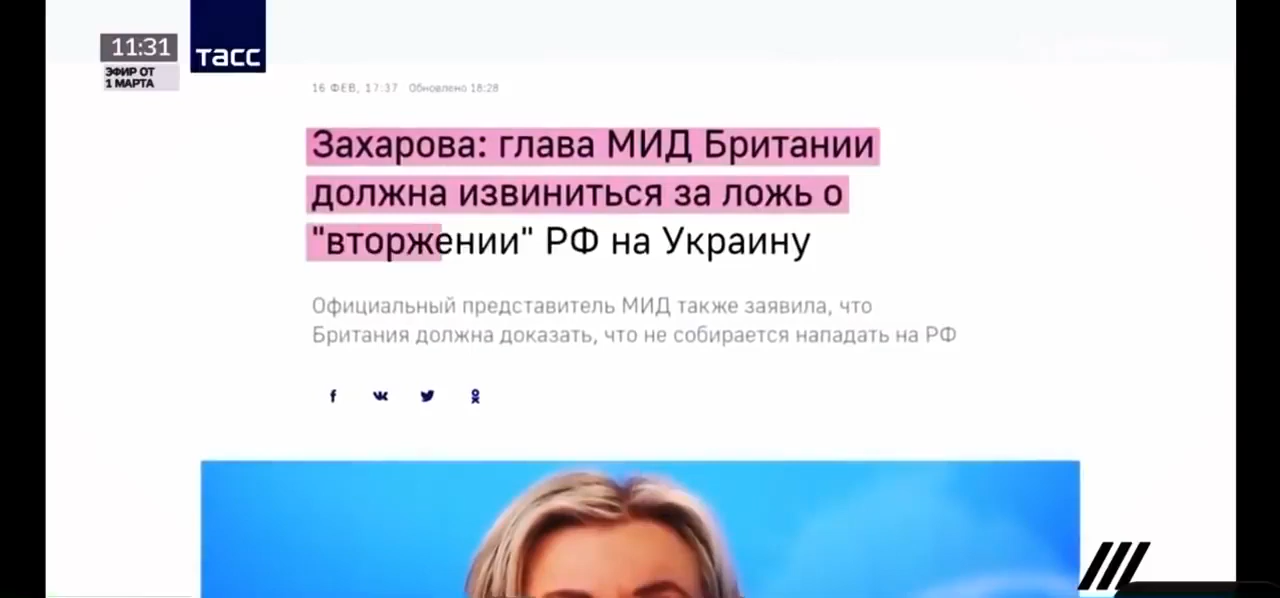 11:31
ЭФИР ОТ
1 МАРТА
тасс
16 ФЕВ, 17:37 Обновлено 18:28
Захарова: глава МИД Британии
должна извиниться за ложь о
"вторжении" РФ на Украину
Официальный представитель МИД также заявила, что
Британия должна доказать, что не собирается нападать на РФ